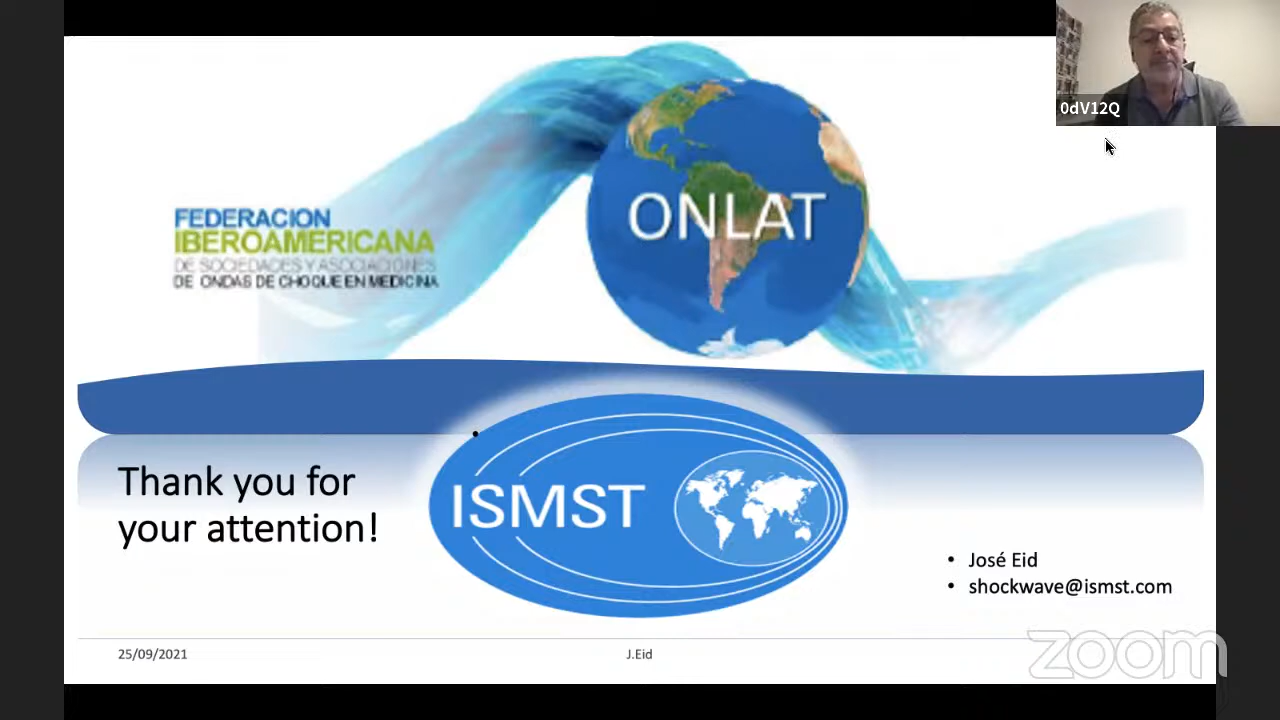 0dV12Q
ONLAT
FEDERACION
IBEROAMERICANA
DE SOCIEDADES Y ASOCIACIONES
DE ONDAS DE CHOQUE EN MEDICINA
Thank you for
your attention!
ISMST
• José Eid
• shockwave@ismst.com
25/09/2021
J.Eid
zoom